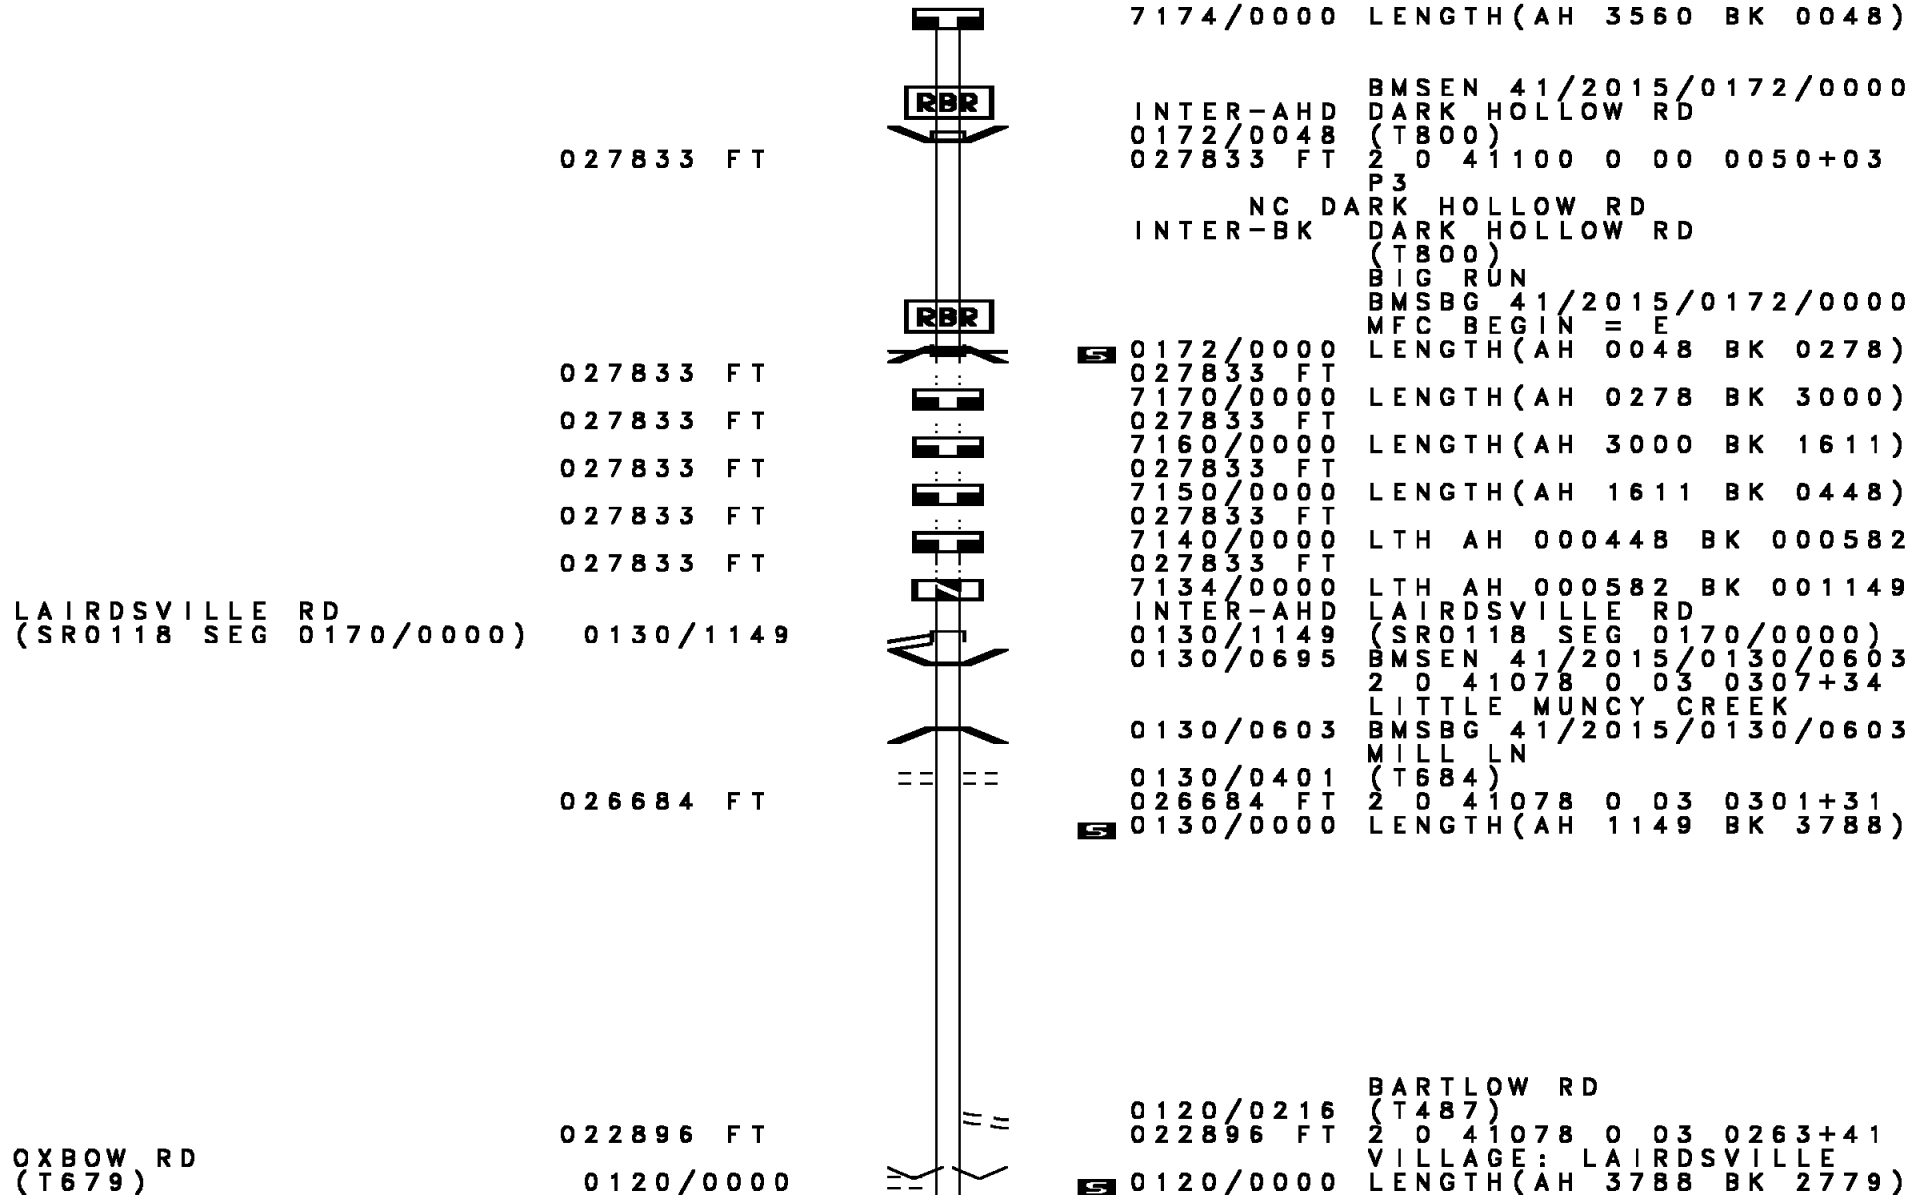 7174/0000 LENGTH(AH 3560 BK 0048)
BMSEN 41/2015/0172/0000
RBR
INTER-AHD DARK HOLLOW RD
0172/0048 (T800)
027833 FT 027833 FT 2 0 41100 0 00 0050+03
P3
NC DARK HOLLOW RD
INTER-BK DARK HOLLOW RD
(T800)
BIG RUN
BMSBG 41/2015/0172/0000
RBR
MFC BEGIN = E
S 0172/0000 LENGTH(AH 0048 BK 0278)
027833 FT 027833 FT
7170/0000 LENGTH(AH 0278 BK 3000)
027833 FT 027833 FT
7160/0000 LENGTH(AH 3000 BK 1611)
027833 FT 027833 FT
7150/0000 LENGTH(AH 1611 BK 0448)
027833 FT 027833 FT
7140/0000 LTH AH 000448 BK 000582
027833 FT 027833 FT
7134/0000 LTH AH 000582 BK 001149
LAIRDSVILLE RD INTER-AHD LAIRDSVILLE RD
(SR0118 SEG 0170/0000) 0130/1149 0130/1149 (SR0118 SEG 0170/0000)
0130/0695 BMSEN 41/2015/0130/0603
2 0 41078 0 03 0307+34
LITTLE MUNCY CREEK
0130/0603 BMSBG 41/2015/0130/0603
MILL LN
0130/0401 (T684)
026684 FT 026684 FT 2 0 41078 0 03 0301+31
S 0130/0000 LENGTH(AH 1149 BK 3788)
BARTLOW RD
0120/0216 (T487)
022896 FT 022896 FT 2 0 41078 0 03 0263+41
OXBOW RD VILLAGE: LAIRDSVILLE
(T679) 0120/0000 S 0120/0000 LENGTH(AH 3788 BK 2779)